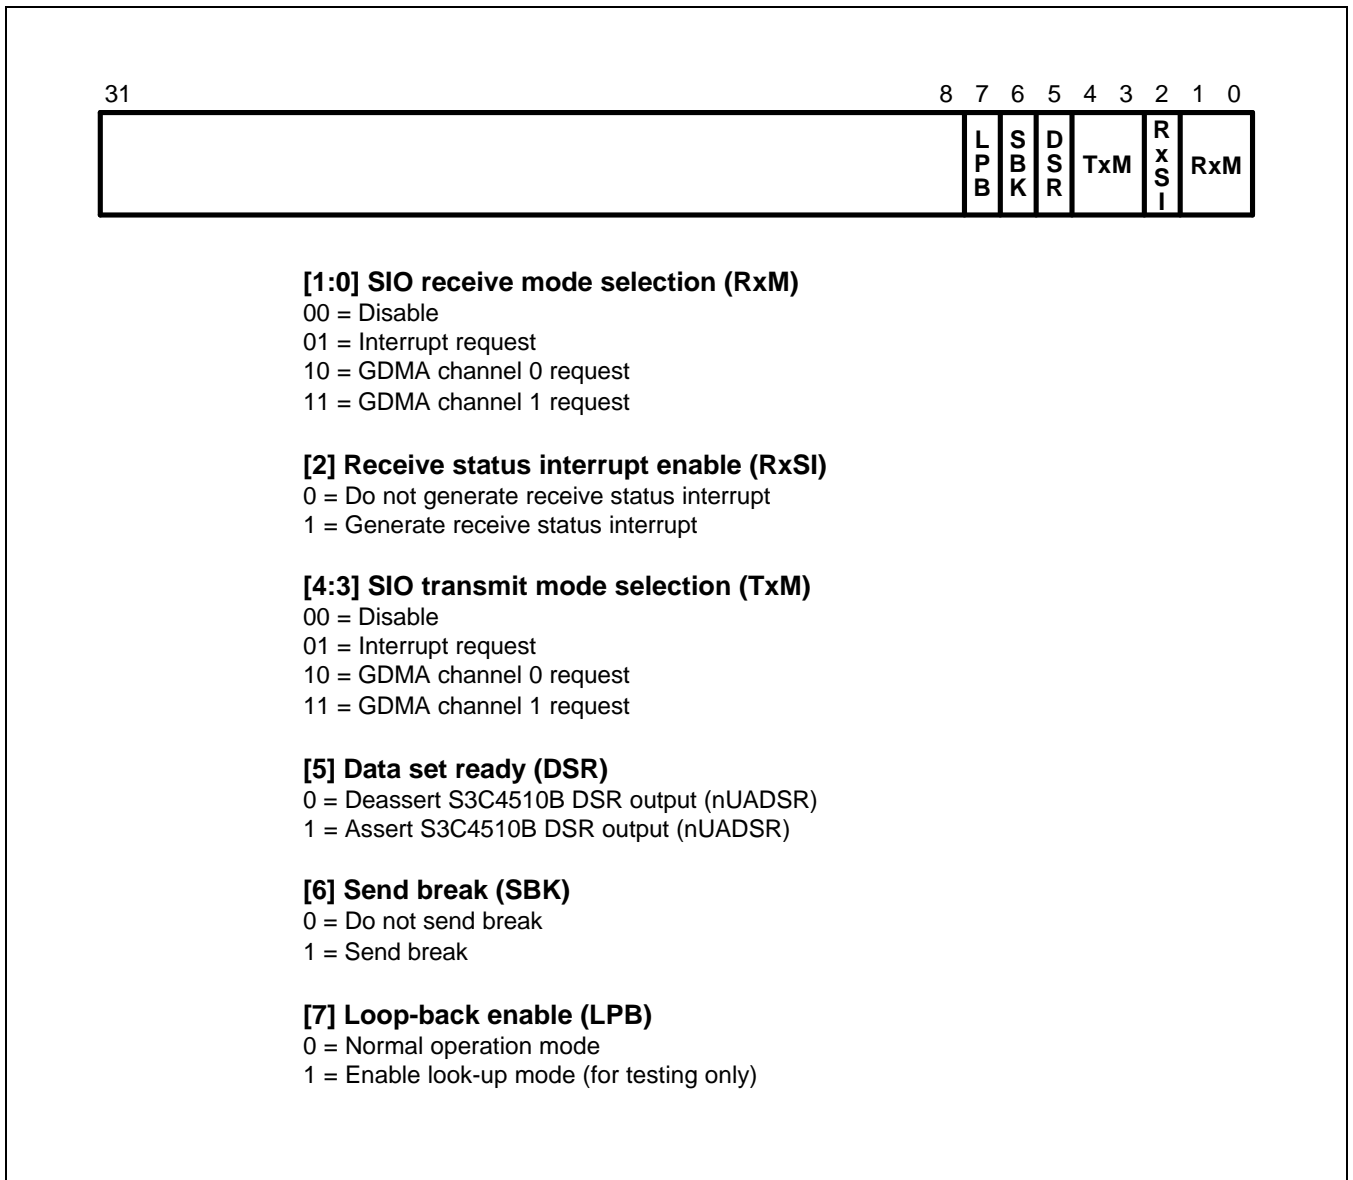 31 8 7 6 5 4 3 2 1 0
LPB SBK DSR TxM RxSI RxM
[1:0] SIO receive mode selection (RxM)
00 = Disable
01 = Interrupt request
10 = GDMA channel 0 request
11 = GDMA channel 1 request
[2] Receive status interrupt enable (RxSI)
0 = Do not generate receive status interrupt
1 = Generate receive status interrupt
[4:3] SIO transmit mode selection (TxM)
00 = Disable
01 = Interrupt request
10 = GDMA channel 0 request
11 = GDMA channel 1 request
[5] Data set ready (DSR)
0 = Deassert S3C4510B DSR output (nUADSR)
1 = Assert S3C4510B DSR output (nUADSR)
[6] Send break (SBK)
0 = Do not send break
1 = Send break
[7] Loop-back enable (LPB)
0 = Normal operation mode
1 = Enable look-up mode (for testing only)